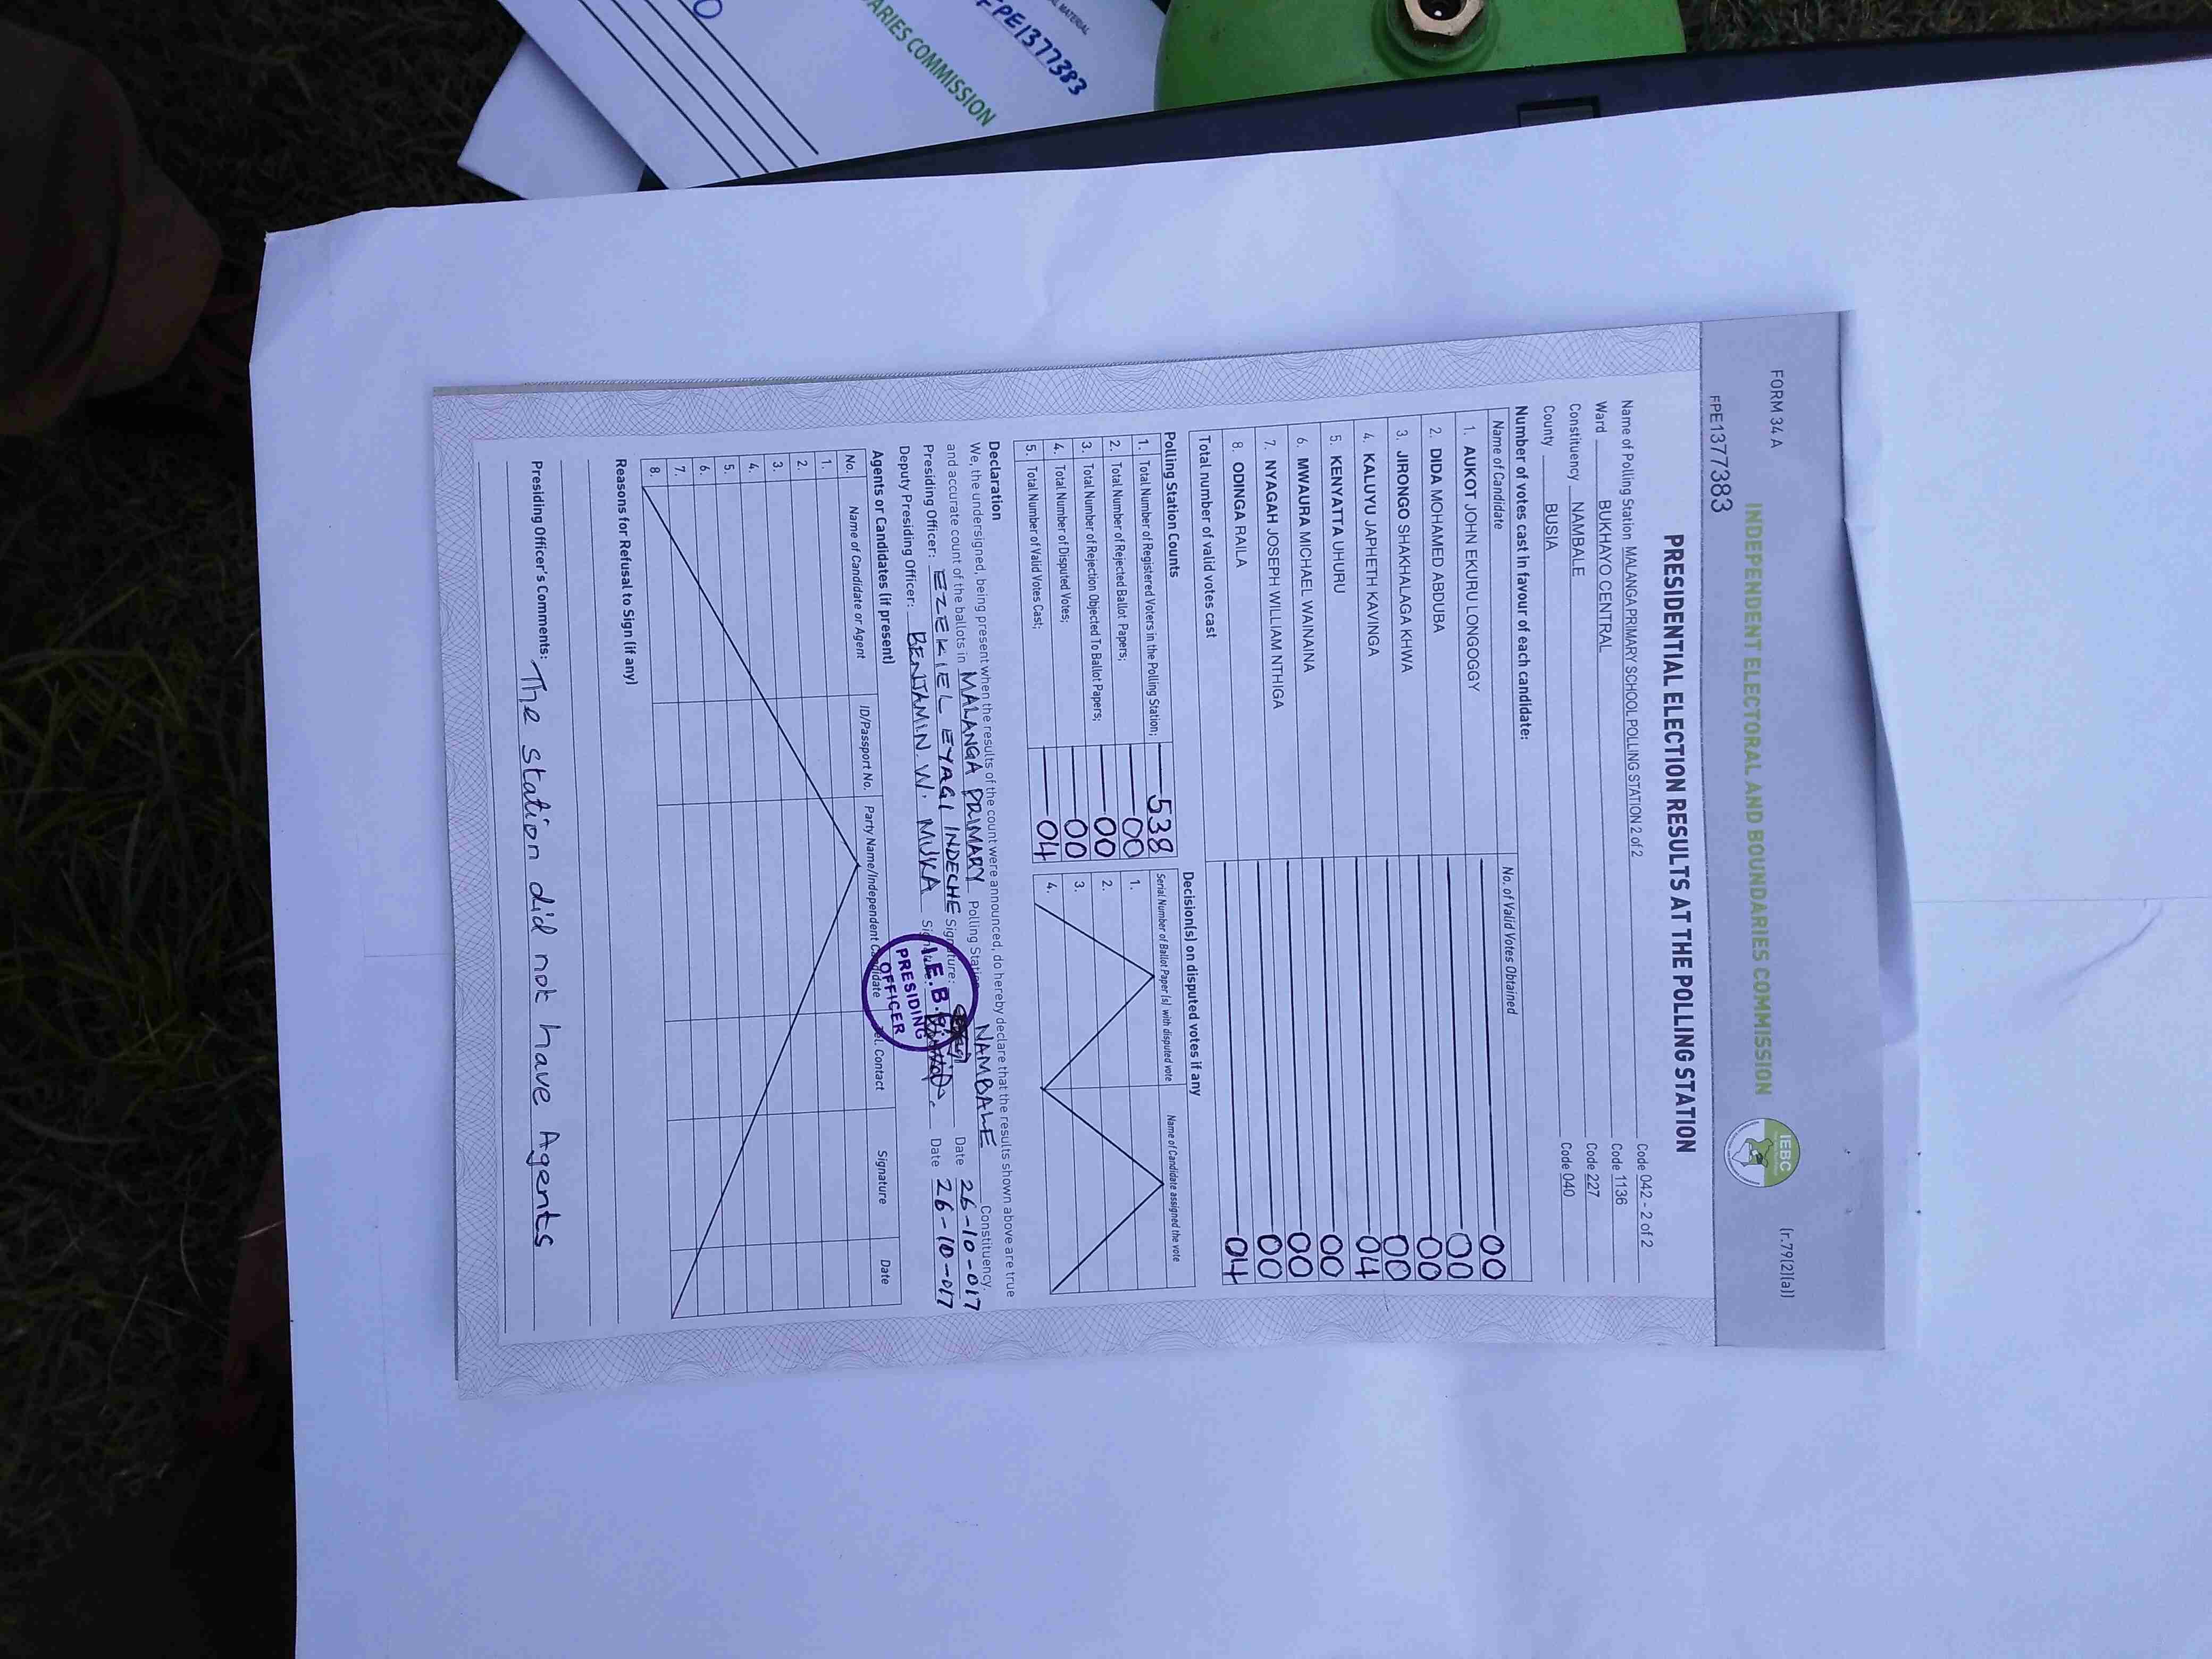 FORM 34 A
(r.79(2)(a))
INDEPENDENT ELECTORAL AND BOUNDARIES COMMISSION
IEBC
FPE1377383
PRESIDENTIAL ELECTION RESULTS AT THE POLLING STATION
Name of Polling Station MALANGA PRIMARY SCHOOL POLLING STATION 2 of 2 Code 042 - 2 of 2
Ward BUKHAYO CENTRAL Code 1136
Constituency NAMBALE Code 227
County BUSIA Code 040
Number of votes cast in favour of each candidate:
Name of Candidate No. of Valid Votes Obtained
1. AUKOT JOHN EKURU LONGOGGY 00
2. DIDA MOHAMED ABDUBA 00
3. JIRONGO SHAKHALAGA KHWA 00
4. KALUYU JAPHETH KAVINGA 00
5. KENYATTA UHURU 04
6. MWAURA MICHAEL WAINAINA 00
7. NYAGAH JOSEPH WILLIAM NTHIGA 00
8. ODINGA RAILA 00
Total number of valid votes cast 04
Polling Station Counts
1. Total Number of Registered Voters in the Polling Station; 538
2. Total Number of Rejected Ballot Papers; 00
3. Total Number of Rejection Objected To Ballot Papers; 00
4. Total Number of Disputed Votes; 00
5. Total Number of Valid Votes Cast; 04
Decision(s) on disputed votes if any
Serial Number of Ballot Paper (s) with disputed vote Name of Candidate assigned the vote
1.
2.
3.
4.
Declaration
We, the undersigned, being present when the results of the count were announced, do hereby declare that the results shown above are true
and accurate count of the ballots in MALANGA PRIMARY Polling Station NAMBALE Constituency.
Presiding Officer: EZEKIEL EYAGI INDECHE Signature: Date 26-10-017
Deputy Presiding Officer: BENJAMIN W. MUKA Date 26-10-017
I.E.B.
PRESIDING
OFFICER
Agents or Candidates (if present)
No. Name of Candidate or Agent ID/Passport No. Party Name/Independent Candidate Tel. Contact Signature Date
1.
2.
3.
4.
5.
6.
7.
8.
Reasons for Refusal to Sign (if any)
Presiding Officer's Comments: The station did not have Agents
FPE1377383
ARIES COMMISSION